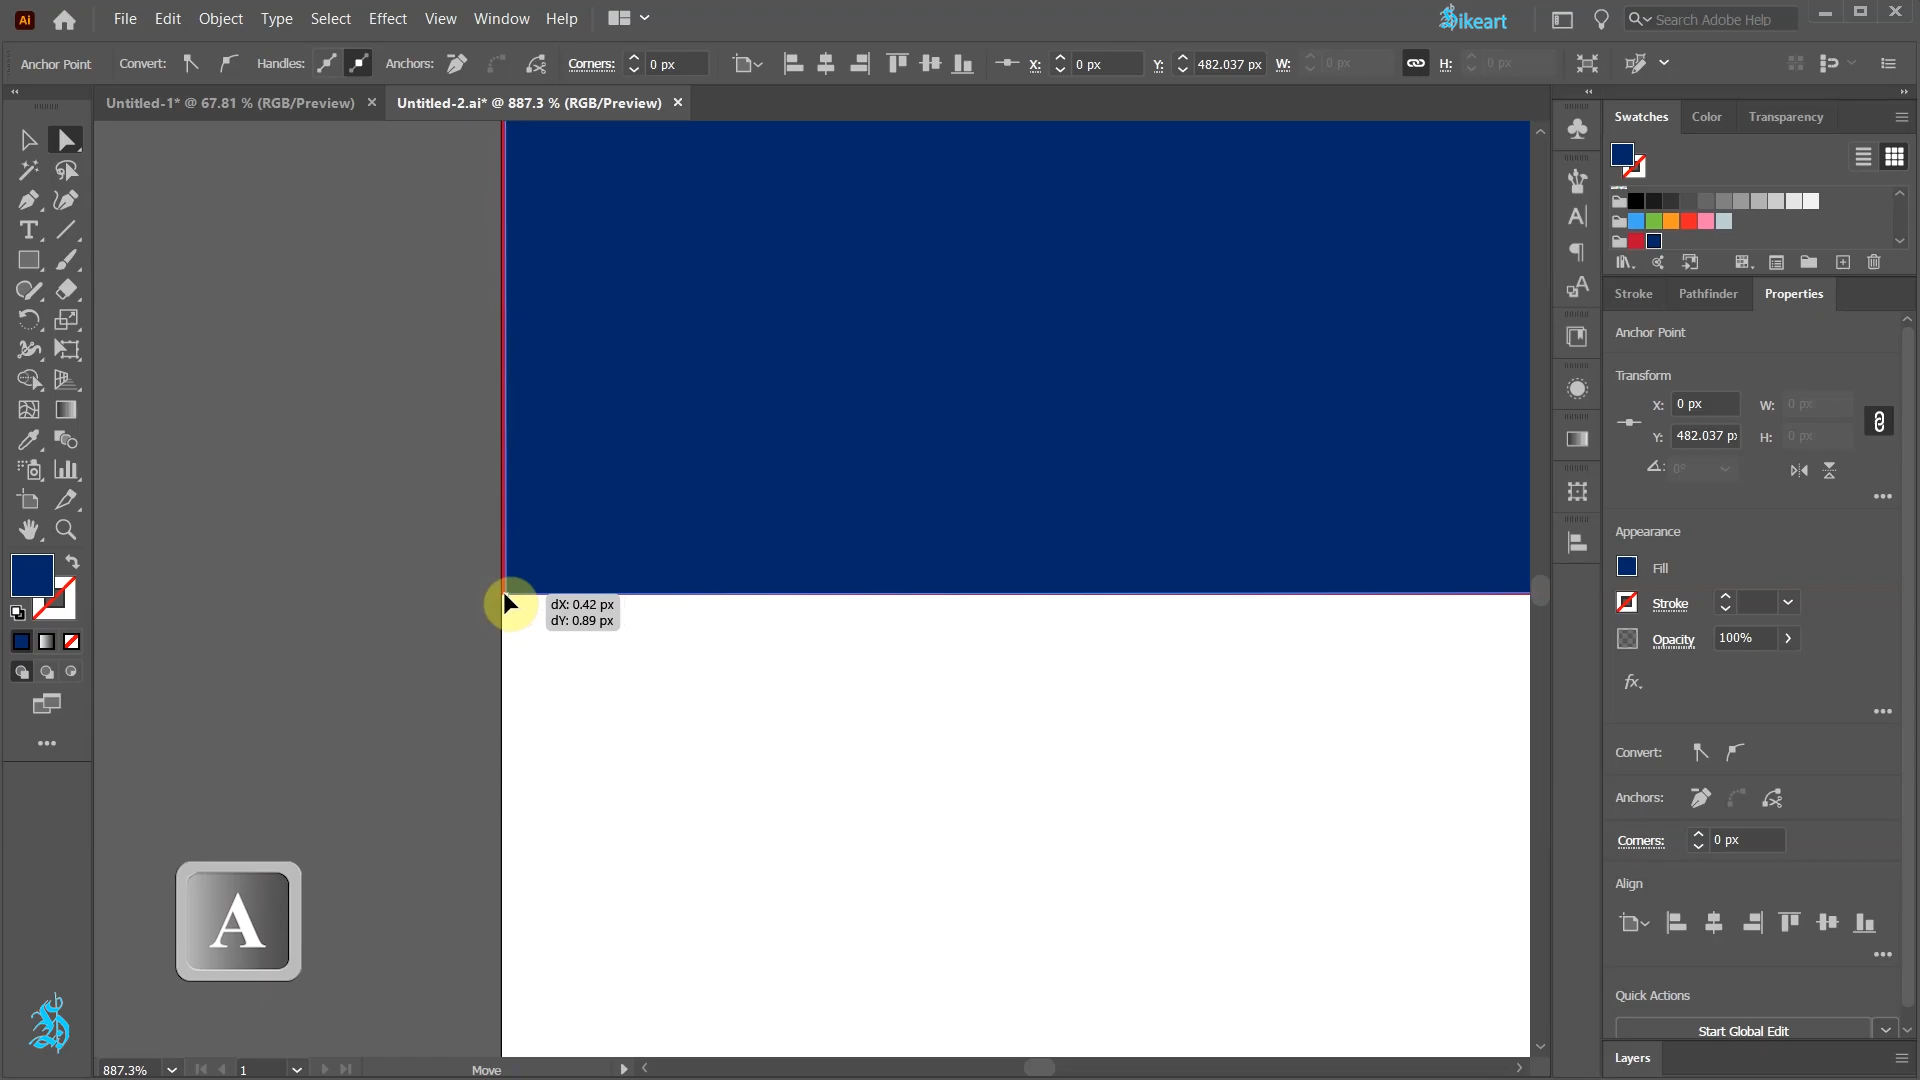 Ai
File Edit Object Type Select Effect View Window Help
Bikeart
Search Adobe Help
Anchor Point Convert: Handles: Anchors: Corners: 0 px X: 0 px Y: 482.037 px W: 0 px H: 0 px
Untitled-1* @ 67.81 % (RGB/Preview) Untitled-2.ai* @ 887.3 % (RGB/Preview)
Swatches Color Transparency
Stroke Pathfinder Properties
Anchor Point
Transform
X: 0 px W: 0 px
Y: 482.037 px H: 0 px
0°
Appearance
Fill
Stroke
Opacity 100%
fx
Convert:
Anchors:
Corners: 0 px
Align
Quick Actions
Start Global Edit
Layers
dX: 0.42 px
dY: 0.89 px
A
887.3% 1 Move